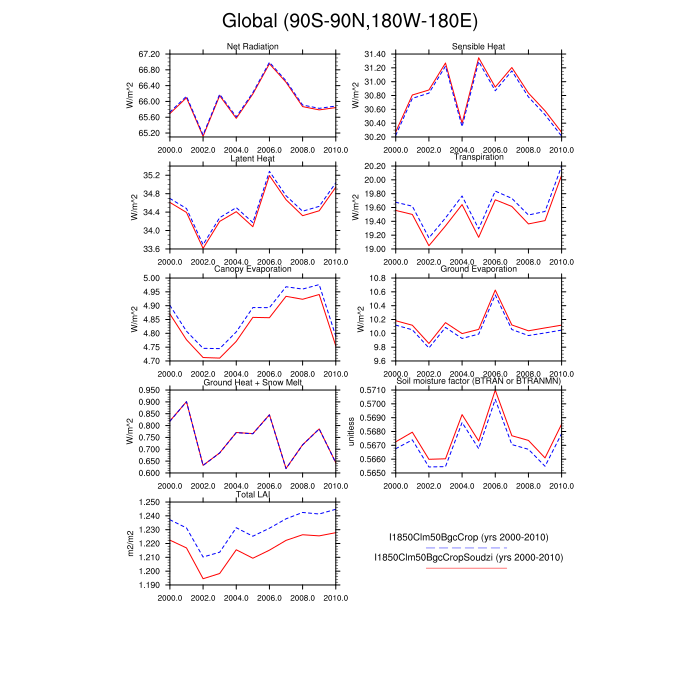 Global (90S-90N,180W-180E)
Net Radiation
67.20
66.80
66.40
66.00
65.60
65.20
W/m^2
2000.0 2002.0 2004.0 2006.0 2008.0 2010.0
Sensible Heat
31.40
31.20
31.00
30.80
30.60
30.40
30.20
W/m^2
2000.0 2002.0 2004.0 2006.0 2008.0 2010.0
Latent Heat
35.2
34.8
34.4
34.0
33.6
W/m^2
2000.0 2002.0 2004.0 2006.0 2008.0 2010.0
Transpiration
20.20
20.00
19.80
19.60
19.40
19.20
19.00
W/m^2
2000.0 2002.0 2004.0 2006.0 2008.0 2010.0
Canopy Evaporation
5.00
4.95
4.90
4.85
4.80
4.75
4.70
W/m^2
2000.0 2002.0 2004.0 2006.0 2008.0 2010.0
Ground Evaporation
10.8
10.6
10.4
10.2
10.0
9.8
9.6
W/m^2
2000.0 2002.0 2004.0 2006.0 2008.0 2010.0
Ground Heat + Snow Melt
0.950
0.900
0.850
0.800
0.750
0.700
0.650
0.600
W/m^2
2000.0 2002.0 2004.0 2006.0 2008.0 2010.0
Soil moisture factor (BTRAN or BTRANMN)
0.5710
0.5690
0.5680
0.5670
0.5660
0.5650
unitless
2000.0 2002.0 2004.0 2006.0 2008.0 2010.0
Total LAI
1.250
1.240
1.230
1.220
1.210
1.200
1.190
m2/m2
2000.0 2002.0 2004.0 2006.0 2008.0 2010.0
I1850Clm50BgcCrop (yrs 2000-2010)
I1850Clm50BgcCropSoudzi (yrs 2000-2010)